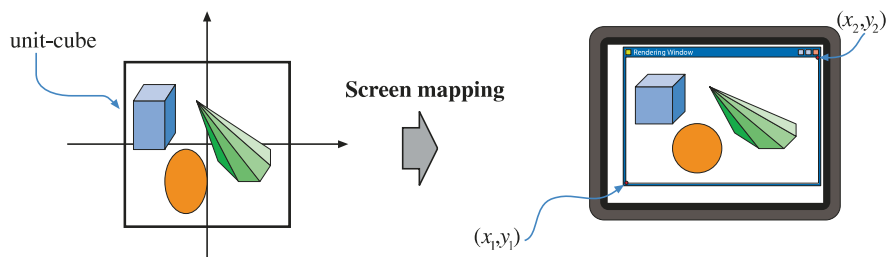 unit-cube
Screen mapping
Rendering Window
(x₂,y₂)
(x₁,y₁)